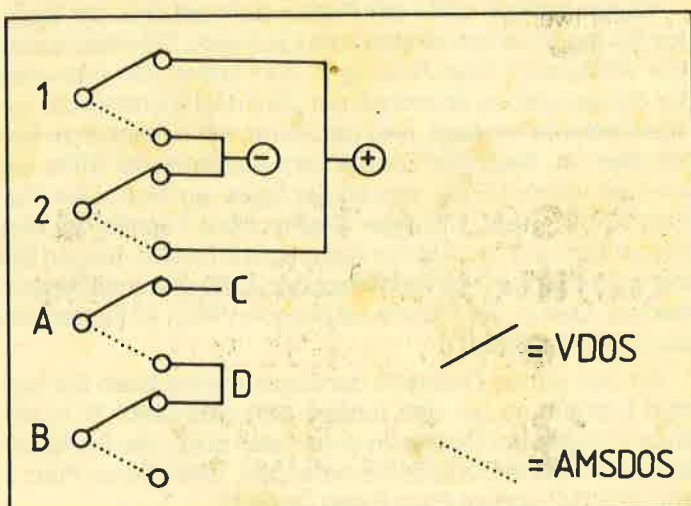 1
− +
2
A C
D
B
= VDOS
= AMSDOS